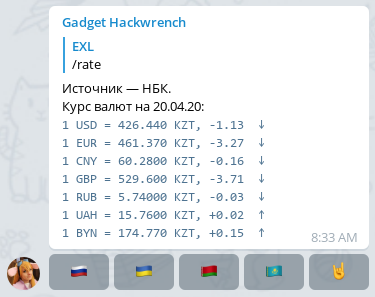 Gadget Hackwrench
EXL
/rate
Источник — НБК.
Курс валют на 20.04.20:
1 USD = 426.440 KZT, -1.13 ↓
1 EUR = 461.370 KZT, -3.27 ↓
1 CNY = 60.2800 KZT, -0.16 ↓
1 GBP = 529.600 KZT, -3.71 ↓
1 RUB = 5.74000 KZT, -0.03 ↓
1 UAH = 15.7600 KZT, +0.02 ↑
1 BYN = 174.770 KZT, +0.15 ↑
8:33 AM